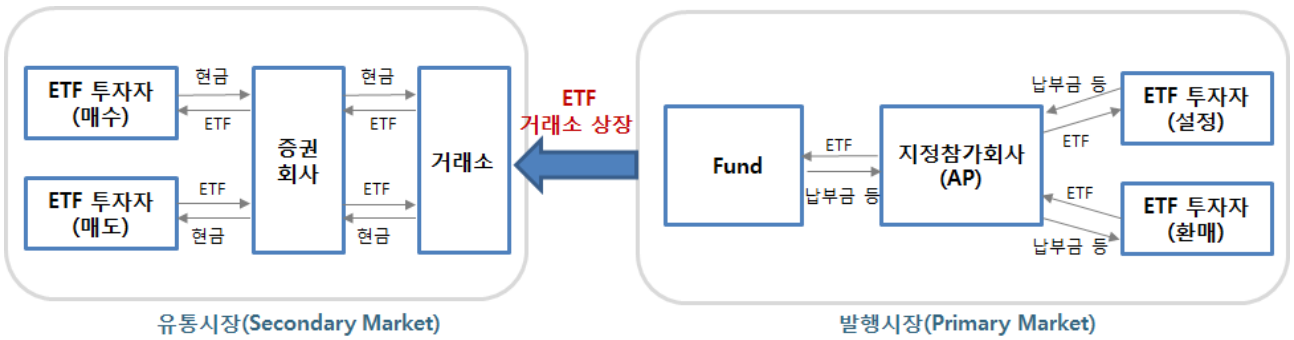 ETF 투자자
(매수)
현금
ETF
증권
회사
현금
ETF
거래소
ETF 투자자
(매도)
ETF
현금
ETF
현금
유통시장(Secondary Market)
ETF
거래소 상장
Fund
ETF
납부금 등
지정참가회사
(AP)
납부금 등
ETF
ETF 투자자
(설정)
ETF
납부금 등
ETF 투자자
(환매)
발행시장(Primary Market)